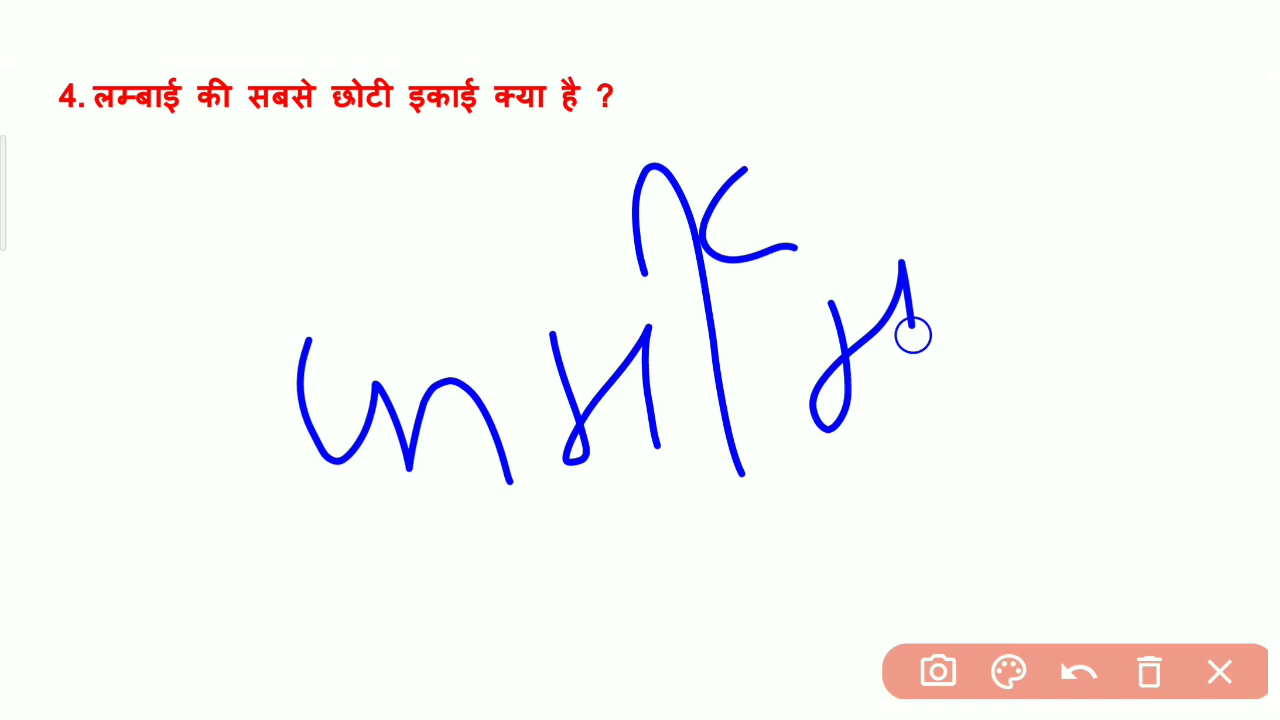 4. लम्बाई की सबसे छोटी इकाई क्या है ?
फर्मी म